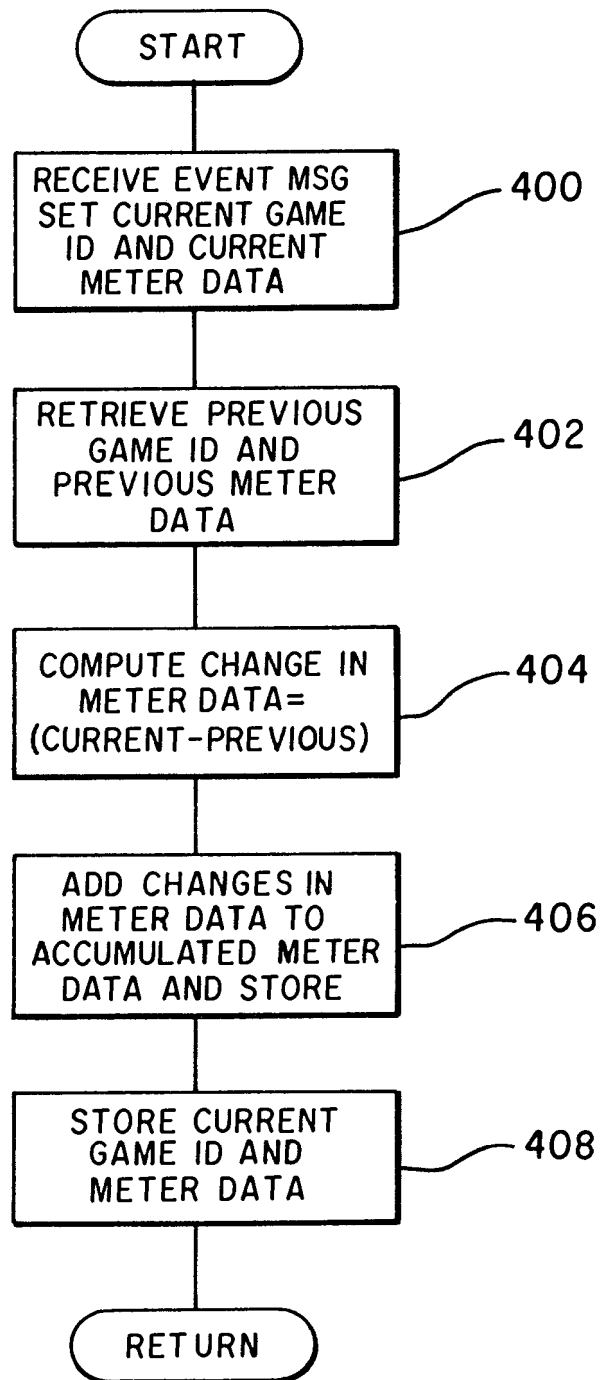 START
RECEIVE EVENT MSG
SET CURRENT GAME
ID AND CURRENT
METER DATA
400
RETRIEVE PREVIOUS
GAME ID AND
PREVIOUS METER
DATA
402
COMPUTE CHANGE IN
METER DATA=
(CURRENT-PREVIOUS)
404
ADD CHANGES IN
METER DATA TO
ACCUMULATED METER
DATA AND STORE
406
STORE CURRENT
GAME ID AND
METER DATA
408
RETURN